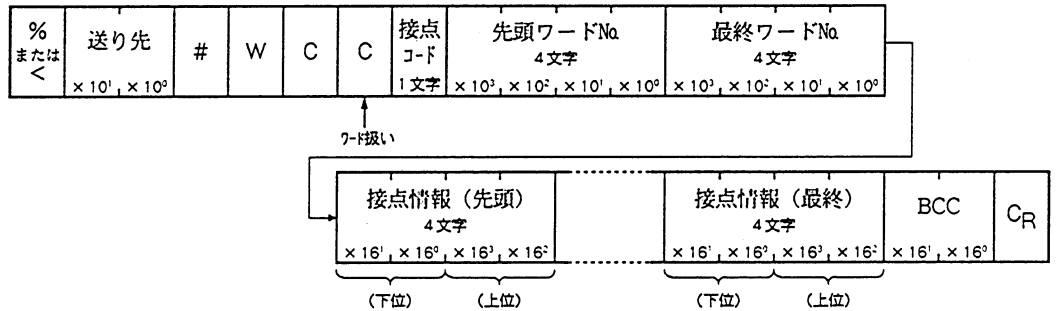 %
または
<
送り先
×10¹ ×10⁰
#
W
C
C
接点
コード
1文字
先頭ワードNo.
4文字
×10³ ×10² ×10¹ ×10⁰
最終ワードNo.
4文字
×10³ ×10² ×10¹ ×10⁰
ワード扱い
接点情報（先頭）
4文字
×16¹ ×16⁰ ×16³ ×16²
接点情報（最終）
4文字
×16¹ ×16⁰ ×16³ ×16²
BCC
×16¹ ×16⁰
CR
（下位）
（上位）
（下位）
（上位）